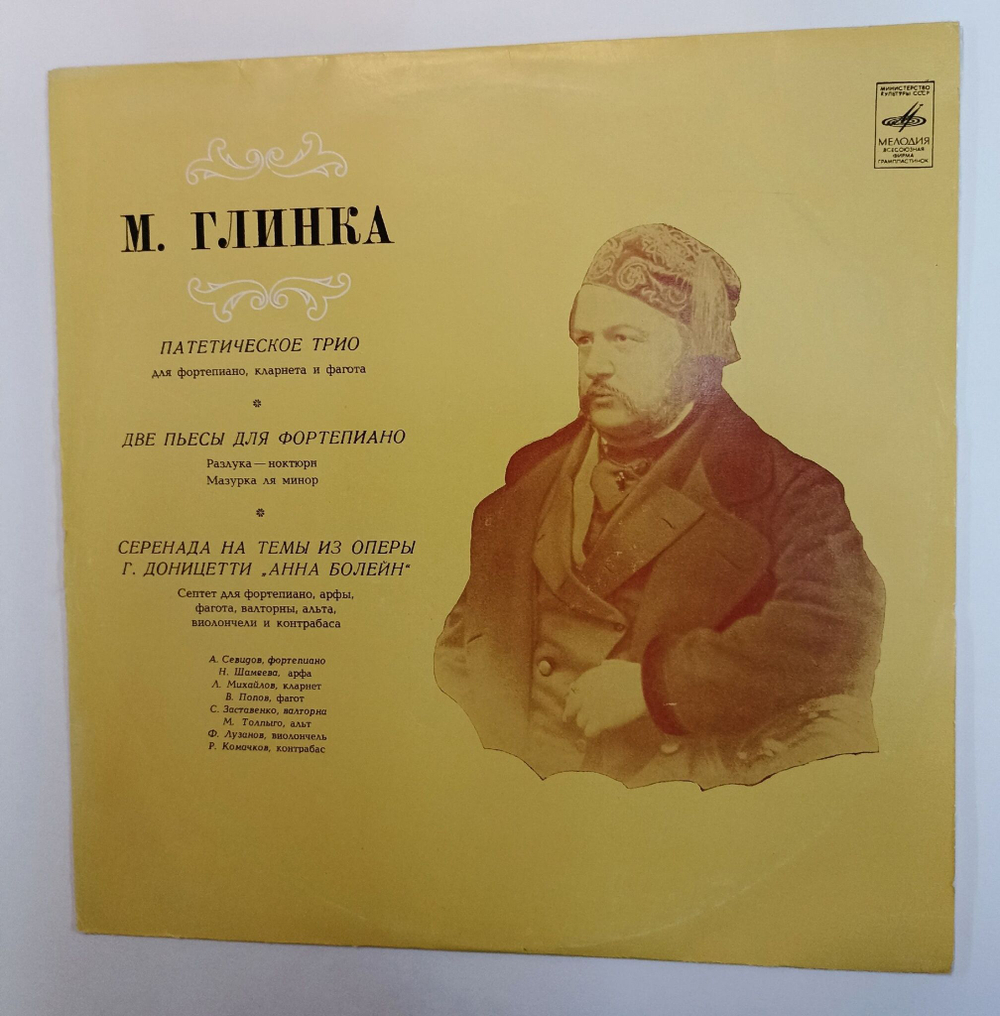 МИНИСТЕРСТВО
КУЛЬТУРЫ СССР
МЕЛОДИЯ
ВСЕСОЮЗНАЯ
ФИРМА
ГРАМПЛАСТИНОК
М. ГЛИНКА
ПАТЕТИЧЕСКОЕ ТРИО
для фортепиано, кларнета и фагота
ДВЕ ПЬЕСЫ ДЛЯ ФОРТЕПИАНО
Разлука — ноктюрн
Мазурка ля минор
СЕРЕНАДА НА ТЕМЫ ИЗ ОПЕРЫ
Г. ДОНИЦЕТТИ „АННА БОЛЕЙН“
Септет для фортепиано, арфы,
фагота, валторны, альта,
виолончели и контрабаса
А. Севидов, фортепиано
Н. Шамеева, арфа
Л. Михайлов, кларнет
В. Попов, фагот
С. Заставенко, валторна
М. Толпыго, альт
Ф. Лузанов, виолончель
Р. Комачков, контрабас